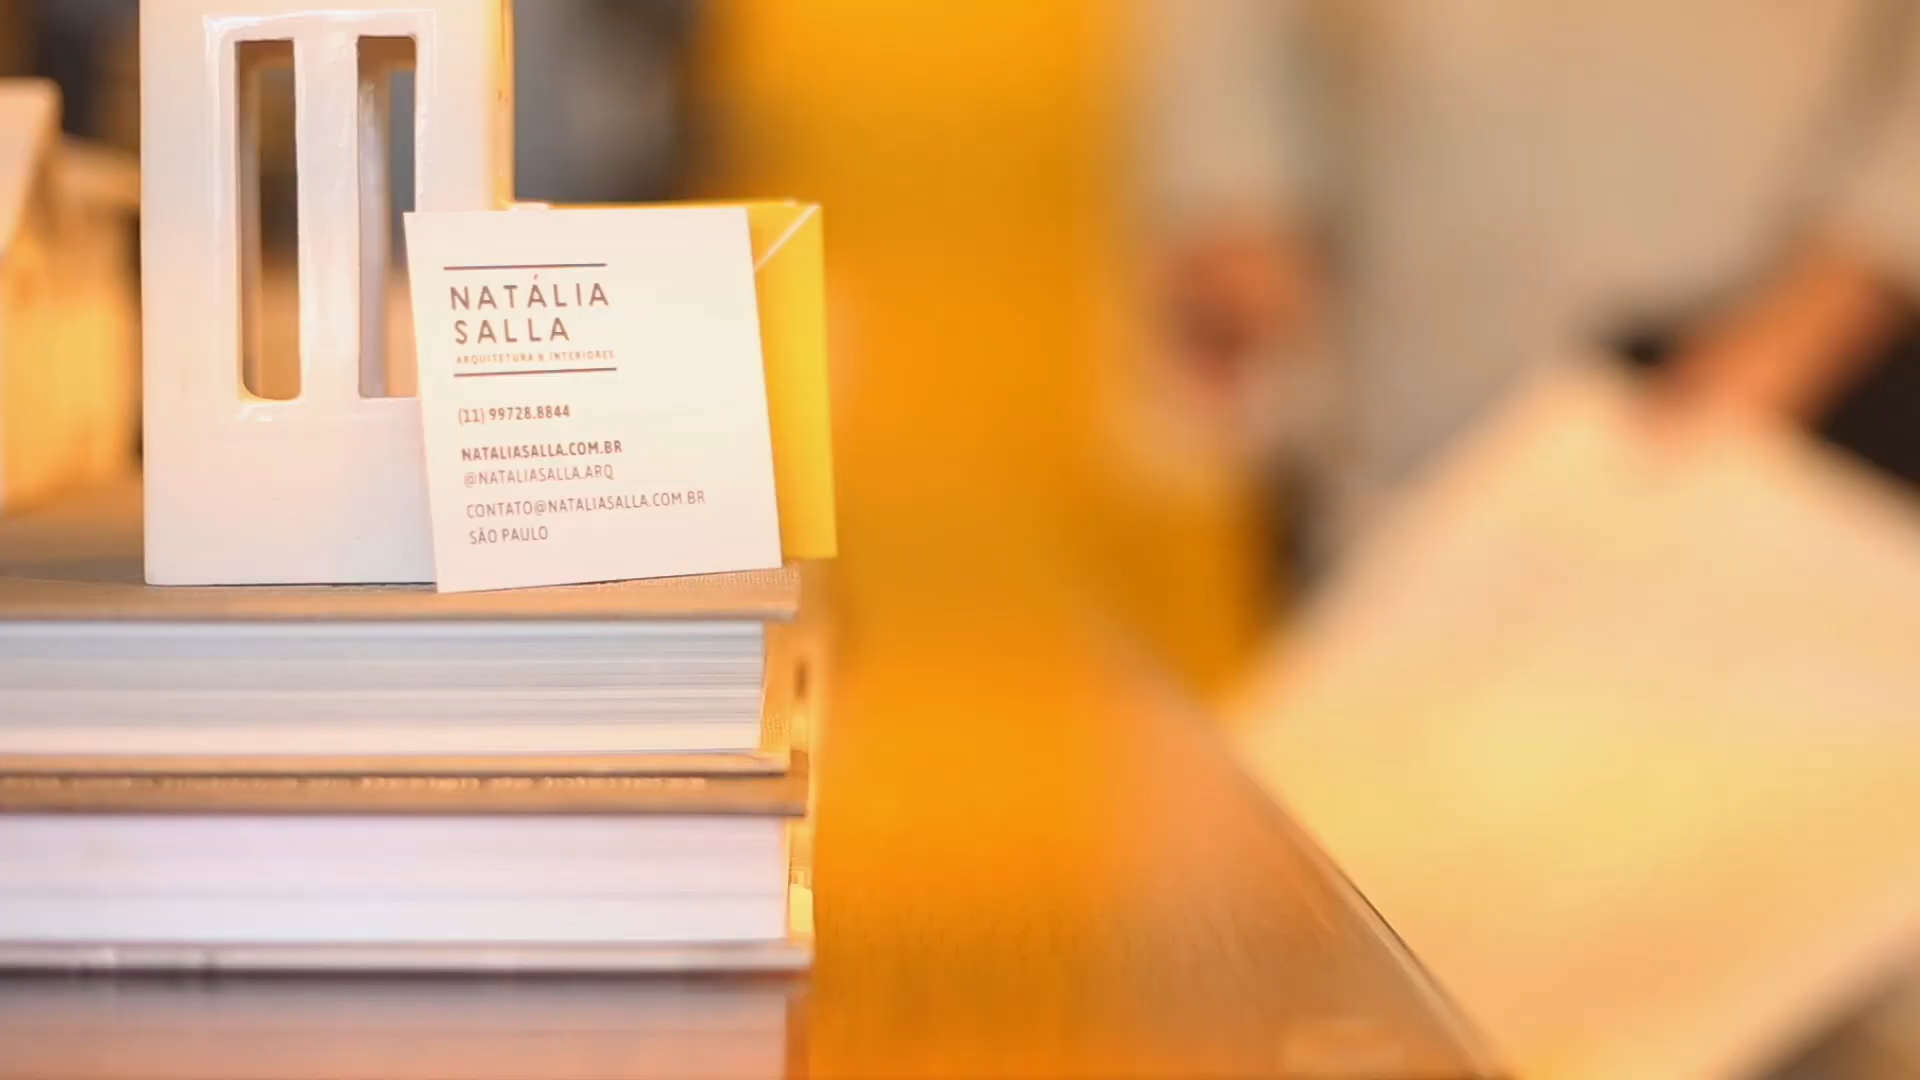 NATÁLIA
SALLA
ARQUITETURA & INTERIORES
(11) 99728.8844
NATALIASALLA.COM.BR
@NATALIASALLA.ARQ
CONTATO@NATALIASALLA.COM.BR
SÃO PAULO